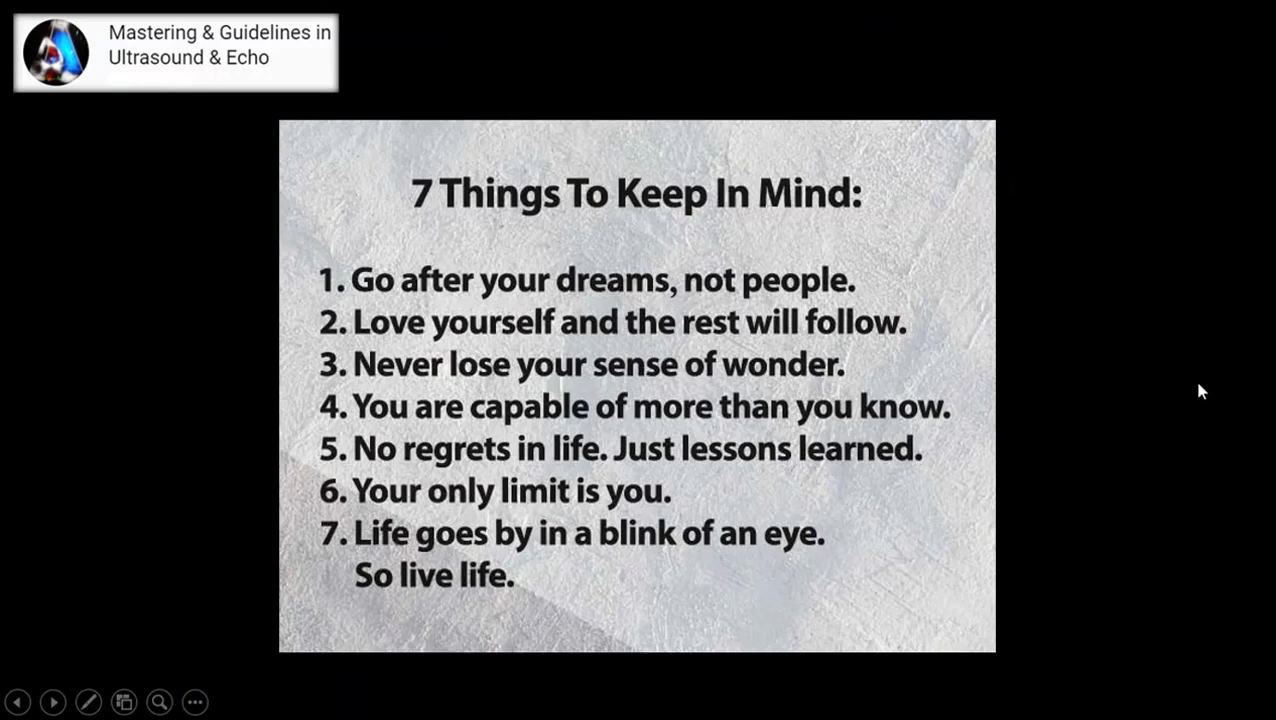 Mastering & Guidelines in
Ultrasound & Echo
7 Things To Keep In Mind:
1. Go after your dreams, not people.
2. Love yourself and the rest will follow.
3. Never lose your sense of wonder.
4. You are capable of more than you know.
5. No regrets in life. Just lessons learned.
6. Your only limit is you.
7. Life goes by in a blink of an eye.
So live life.